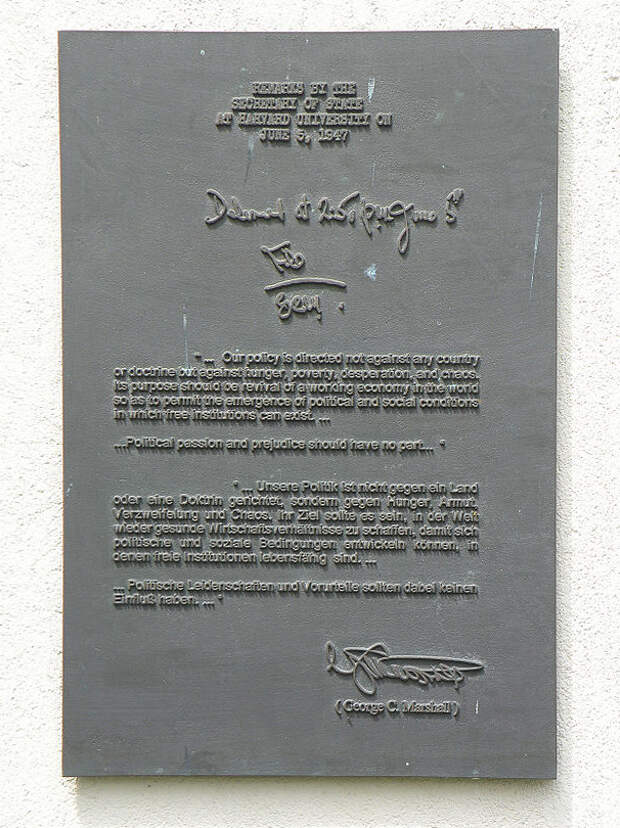 REMARKS BY THE
SECRETARY OF STATE
AT HARVARD UNIVERSITY ON
JUNE 5, 1947
" ... Our policy is directed not against any country
or doctrine but against hunger, poverty, desperation, and chaos.
Its purpose should be revival of a working economy in the world
so as to permit the emergence of political and social conditions
in which free institutions can exist. ...
...Political passion and prejudice should have no part... "
" ... Unsere Politik ist nicht gegen ein Land
oder eine Doktrin gerichtet, sondern gegen Hunger, Armut,
Verzweiflung und Chaos. Ihr Ziel sollte es sein, in der Welt
wieder gesunde Wirtschaftsverhältnisse zu schaffen, damit sich
politische und soziale Bedingungen entwickeln können, in
denen freie Institutionen lebensfähig sind. ...
... Politische Leidenschaften und Vorurteile sollten dabei keinen
Einfluß haben. ... "
(George C. Marshall)